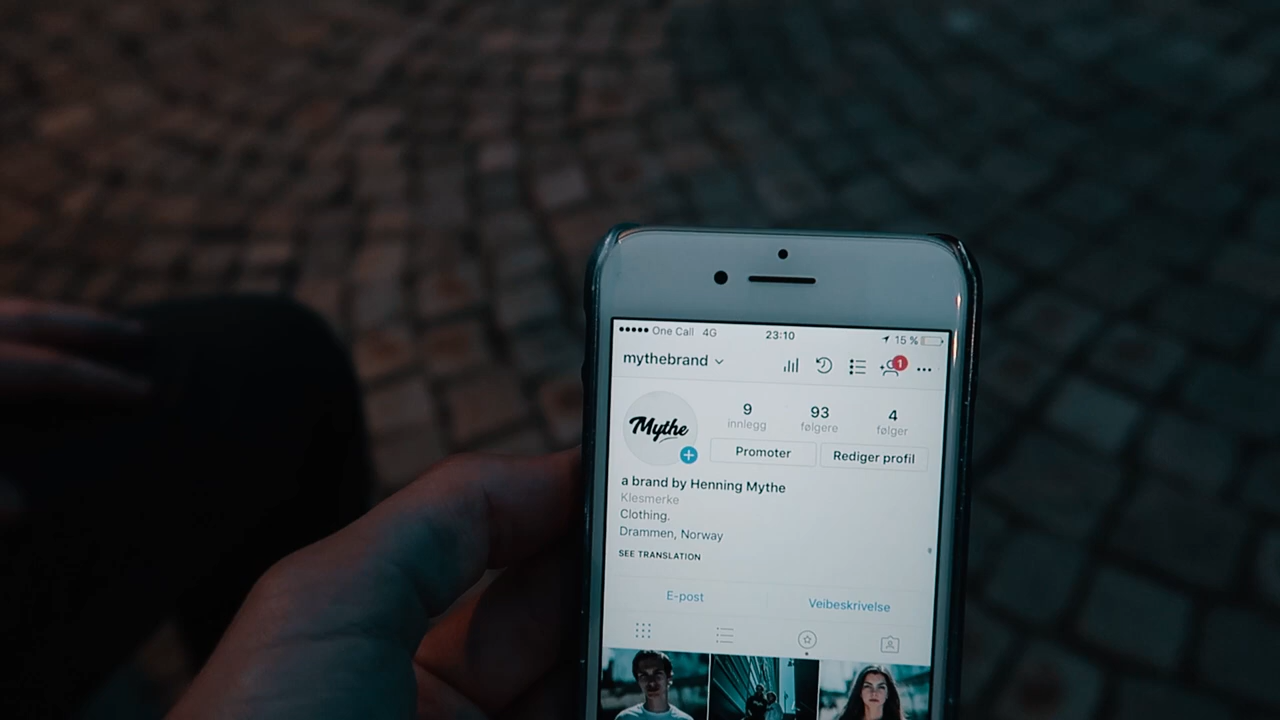 One Call 4G 23:10 15 %
mythebrand 1
Mythe
9 93 4
innlegg følgere følger
Promoter Rediger profil
a brand by Henning Mythe
Klesmerke
Clothing.
Drammen, Norway
SEE TRANSLATION
E-post Veibeskrivelse